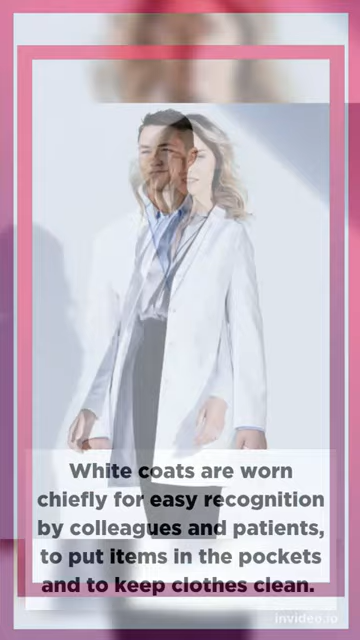 White coats are worn
chiefly for easy recognition
by colleagues and patients,
to put items in the pockets
and to keep clothes clean.
invideo.io